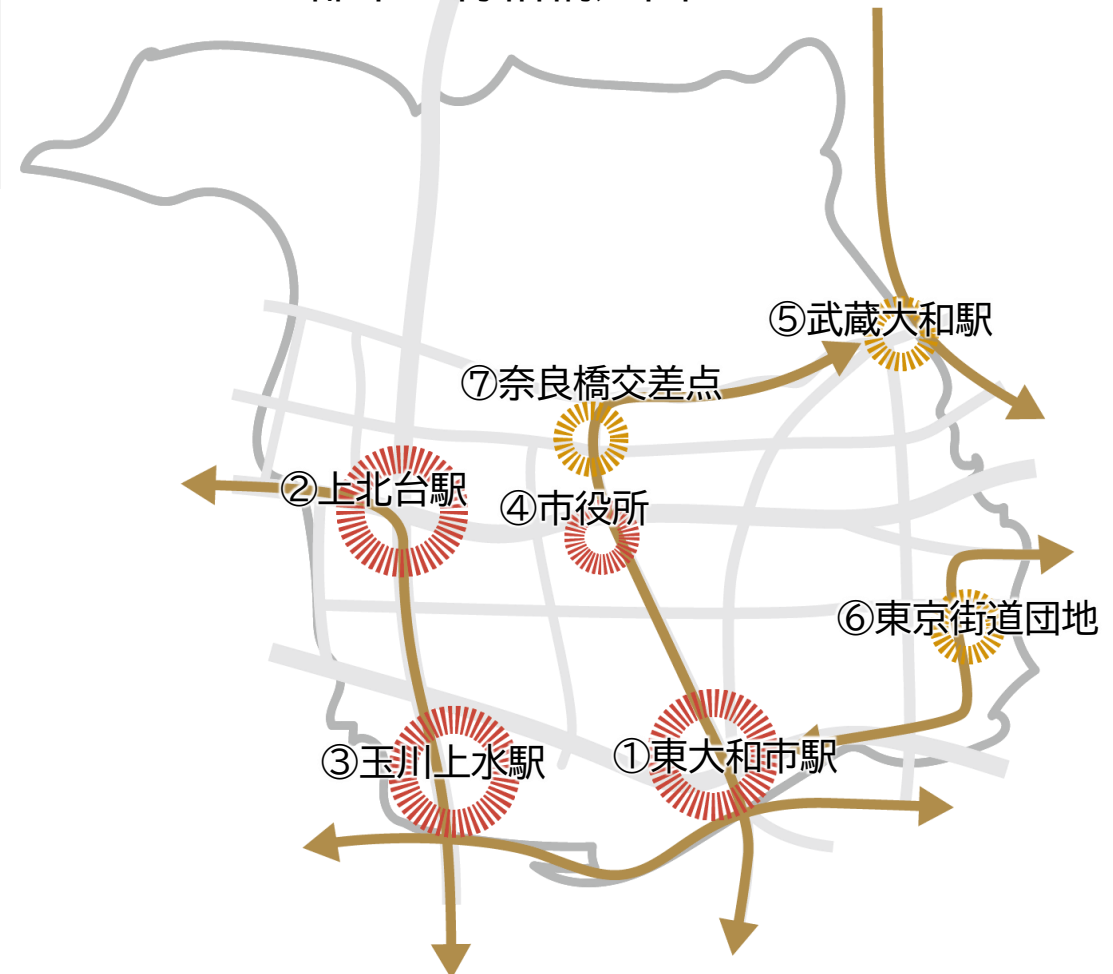 ⑤武蔵大和駅
⑦奈良橋交差点
②上北台駅
④市役所
⑥東京街道団地
①東大和市駅
③玉川上水駅